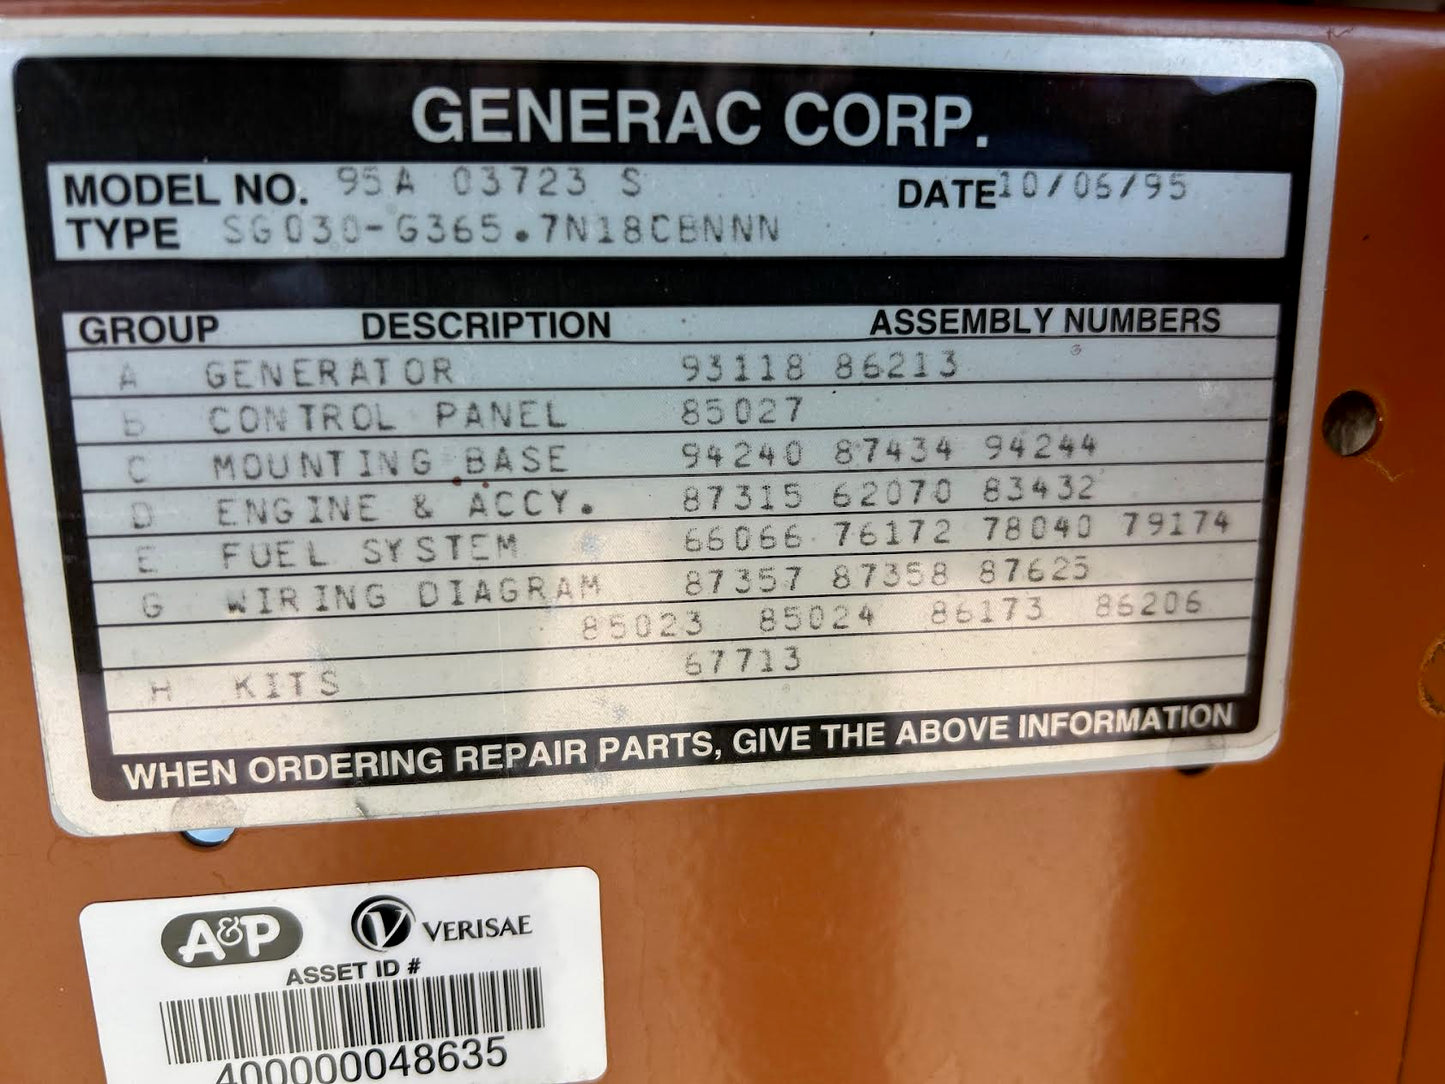 GENERAC CORP.
MODEL NO. 95A 03723 S DATE 10/06/95
TYPE SG030-G365.7N18CBNNN
GROUP DESCRIPTION ASSEMBLY NUMBERS
A GENERATOR 93118 86213
B CONTROL PANEL 85027
C MOUNTING BASE 94240 87434 94244
D ENGINE & ACCY. 87315 62070 83432
E FUEL SYSTEM 66066 76172 78040 79174
G WIRING DIAGRAM 87357 87358 87625
85023 85024 86173 86206
H KITS 67713
WHEN ORDERING REPAIR PARTS, GIVE THE ABOVE INFORMATION
A&P VERISAE
ASSET ID #
400000048635